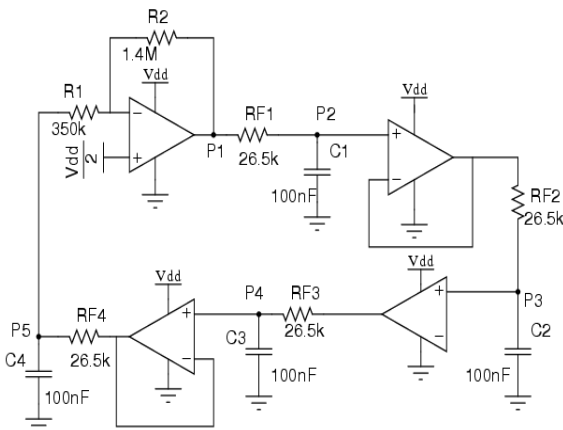 R2
1.4M
Vdd
R1
350k
−
+
Vdd
2
P1
RF1
26.5k
P2
C1
100nF
Vdd
+
−
RF2
26.5k
P3
C2
100nF
Vdd
+
−
RF3
26.5k
P4
C3
100nF
Vdd
+
−
RF4
26.5k
P5
C4
100nF